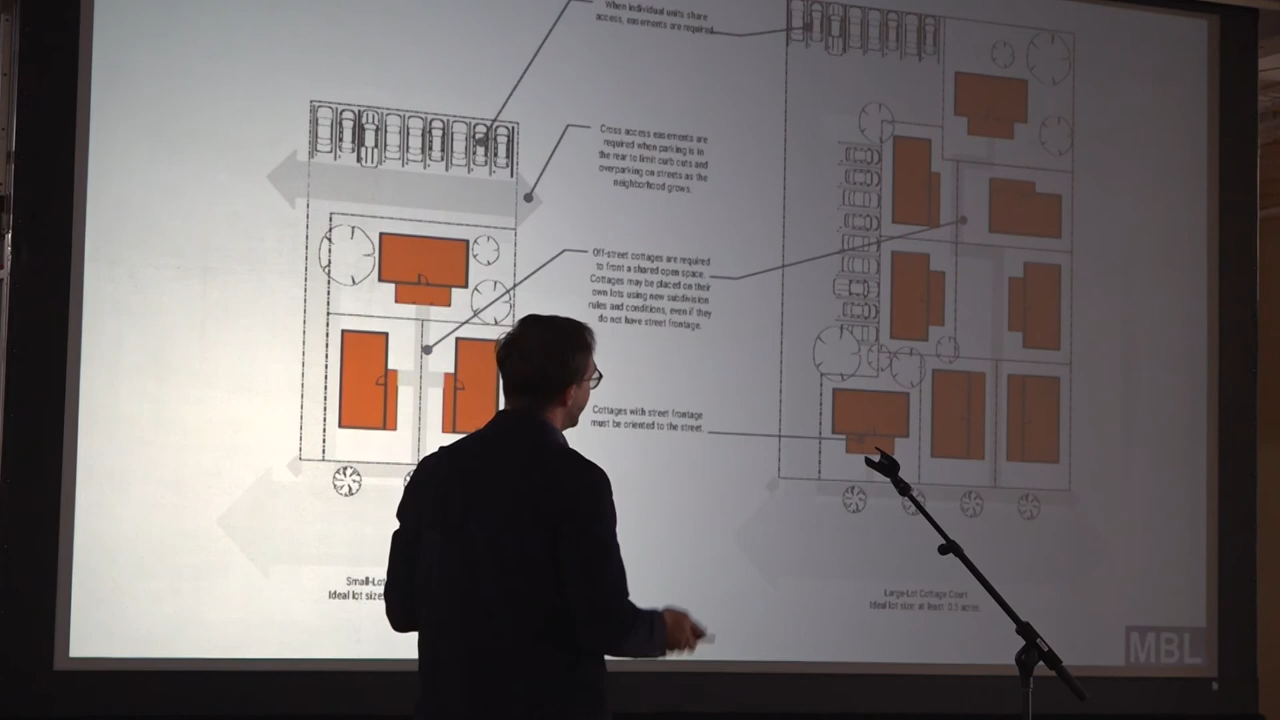 When individual units share
access, easements are required
Cross access easements are
required when parking is in
the rear to limit curb cuts and
overparking on streets as the
neighborhood grows.
Off-street cottages are required
to front a shared open space.
Cottages may be placed on their
own lots using new subdivision
rules and conditions, even if they
do not have street frontage.
Cottages with street frontage
must be oriented to the street.
Small-Lot
Ideal lot size
Large-Lot Cottage Court
Ideal lot size: at least 0.5 acres
MBL